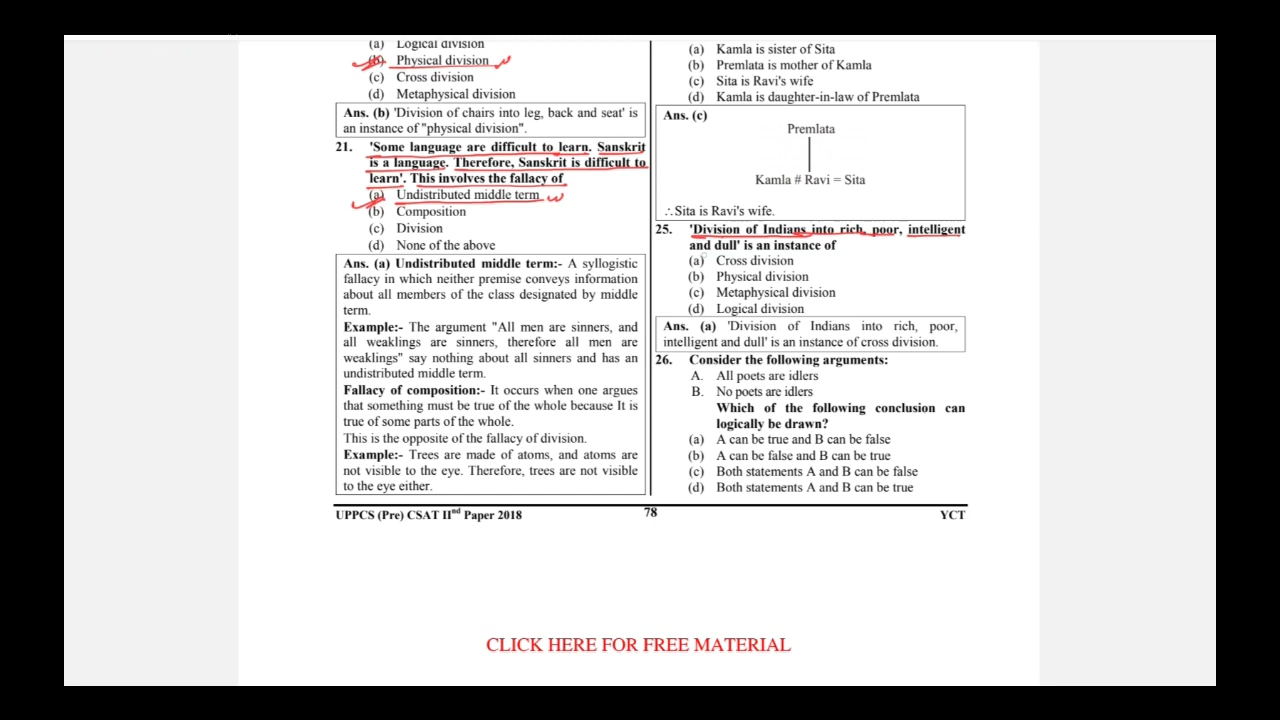 (a) Logical division
(b) Physical division
(c) Cross division
(d) Metaphysical division
Ans. (b) 'Division of chairs into leg, back and seat' is
an instance of "physical division".
21. 'Some language are difficult to learn. Sanskrit
is a language. Therefore, Sanskrit is difficult to
learn'. This involves the fallacy of
(a) Undistributed middle term
(b) Composition
(c) Division
(d) None of the above
Ans. (a) Undistributed middle term:- A syllogistic
fallacy in which neither premise conveys information
about all members of the class designated by middle
term.
Example:- The argument "All men are sinners, and
all weaklings are sinners, therefore all men are
weaklings" say nothing about all sinners and has an
undistributed middle term.
Fallacy of composition:- It occurs when one argues
that something must be true of the whole because It is
true of some parts of the whole.
This is the opposite of the fallacy of division.
Example:- Trees are made of atoms, and atoms are
not visible to the eye. Therefore, trees are not visible
to the eye either.
(a) Kamla is sister of Sita
(b) Premlata is mother of Kamla
(c) Sita is Ravi's wife
(d) Kamla is daughter-in-law of Premlata
Ans. (c)
Premlata
Kamla # Ravi = Sita
∴Sita is Ravi's wife.
25. 'Division of Indians into rich, poor, intelligent
and dull' is an instance of
(a) Cross division
(b) Physical division
(c) Metaphysical division
(d) Logical division
Ans. (a) 'Division of Indians into rich, poor,
intelligent and dull' is an instance of cross division.
26. Consider the following arguments:
A. All poets are idlers
B. No poets are idlers
Which of the following conclusion can
logically be drawn?
(a) A can be true and B can be false
(b) A can be false and B can be true
(c) Both statements A and B can be false
(d) Both statements A and B can be true
UPPCS (Pre) CSAT IInd Paper 2018 78 YCT
CLICK HERE FOR FREE MATERIAL